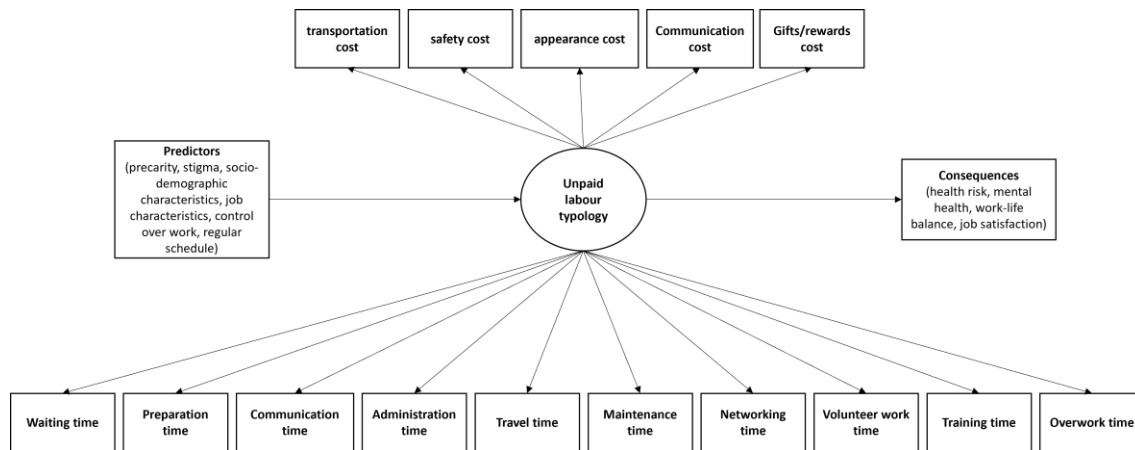 transportation
cost
safety cost
appearance cost
Communication
cost
Gifts/rewards
cost
Predictors
(precarity, stigma, socio-
demographic
characteristics, job
characteristics, control
over work, regular
schedule)
Unpaid
labour
typology
Consequences
(health risk, mental
health, work-life
balance, job satisfaction)
Waiting time
Preparation
time
Communication
time
Administration
time
Travel time
Maintenance
time
Networking
time
Volunteer work
time
Training time
Overwork time